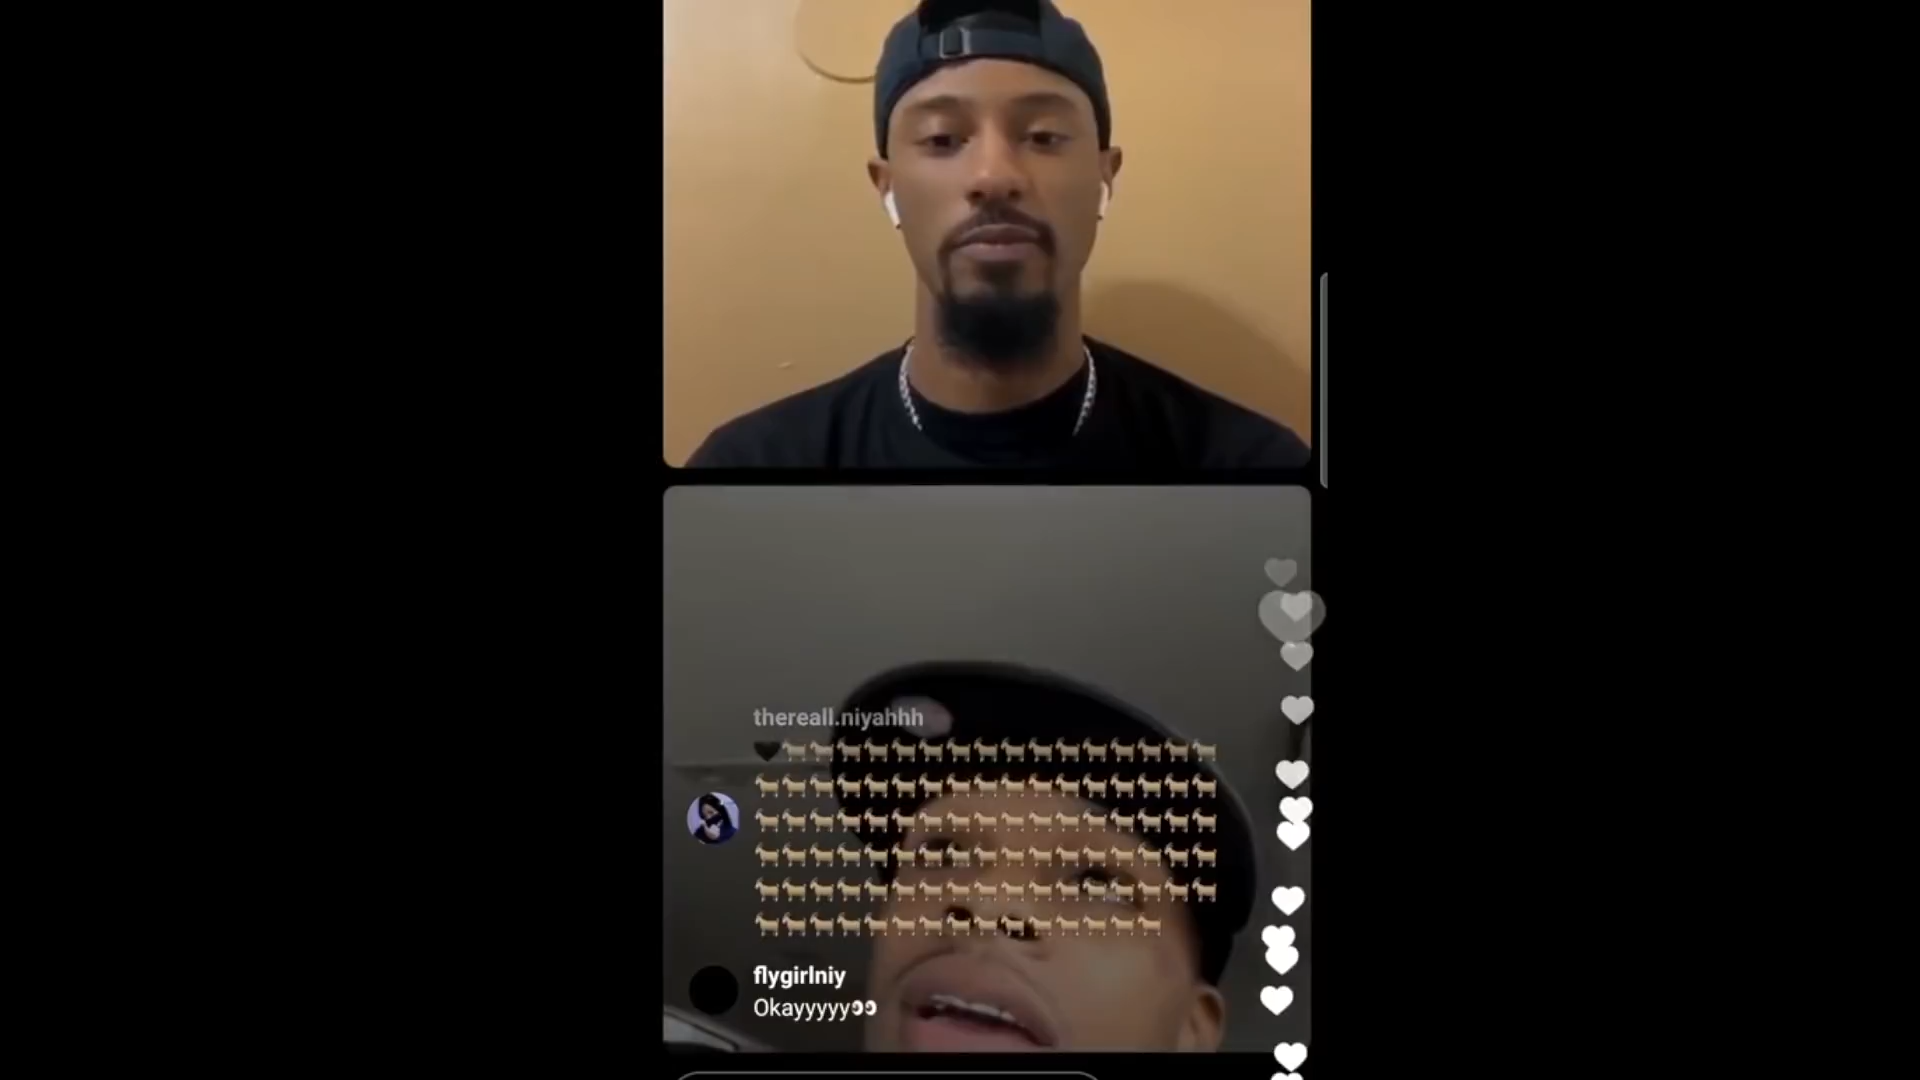 thereall.niyahhh
🖤🐐🐐🐐🐐🐐🐐🐐🐐🐐🐐🐐🐐🐐🐐🐐🐐
🐐🐐🐐🐐🐐🐐🐐🐐🐐🐐🐐🐐🐐🐐🐐🐐🐐
🐐🐐🐐🐐🐐🐐🐐🐐🐐🐐🐐🐐🐐🐐🐐🐐🐐
🐐🐐🐐🐐🐐🐐🐐🐐🐐🐐🐐🐐🐐🐐🐐🐐🐐
🐐🐐🐐🐐🐐🐐🐐🐐🐐🐐🐐🐐🐐🐐🐐🐐🐐
🐐🐐🐐🐐🐐🐐🐐🐐🐐🐐🐐🐐🐐🐐🐐
flygirlniy
Okayyyyy👀